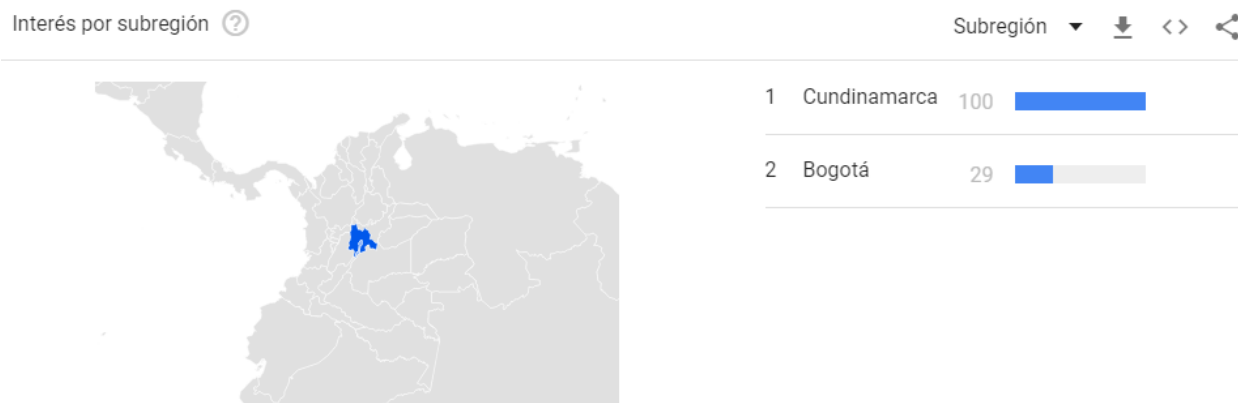 Interés por subregión ?
Subregión
1 Cundinamarca 100
2 Bogotá 29